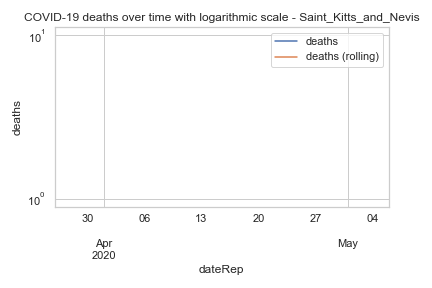 COVID-19 deaths over time with logarithmic scale - Saint_Kitts_and_Nevis
deaths
deaths (rolling)
10^1
deaths
10^0
30 06 13 20 27 04
Apr May
2020
dateRep